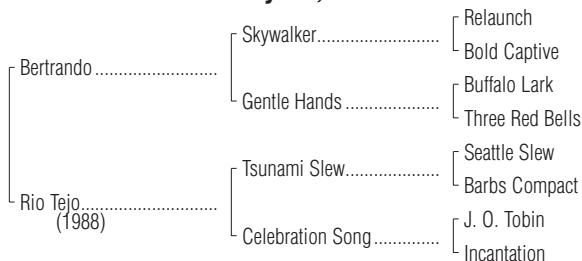 Relaunch
Skywalker....................
Bold Captive
Bertrando ........................
Buffalo Lark
Gentle Hands ...................
Three Red Bells
Seattle Slew
Tsunami Slew...................
Barbs Compact
Rio Tejo...........................
(1988)
J. O. Tobin
Celebration Song.............
Incantation